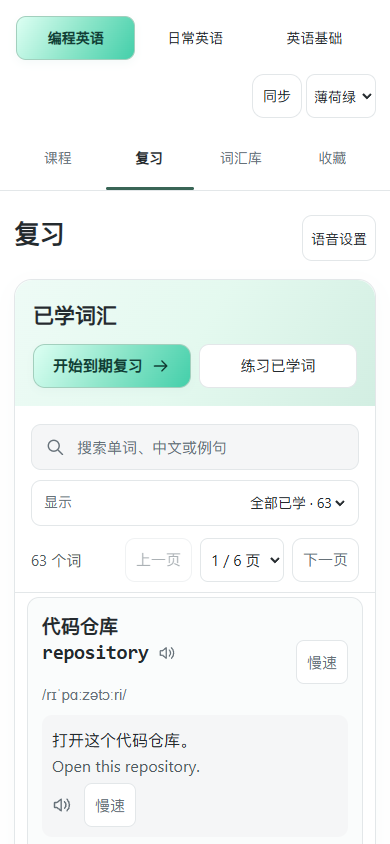 编程英语 日常英语 英语基础
同步 薄荷绿
课程 复习 词汇库 收藏
复习 语音设置
已学词汇
开始到期复习 → 练习已学词
搜索单词、中文或例句
显示 全部已学 · 63
63 个词 上一页 1 / 6 页 下一页
代码仓库
repository
慢速
/rɪˈpɑːzətɔːri/
打开这个代码仓库。
Open this repository.
慢速